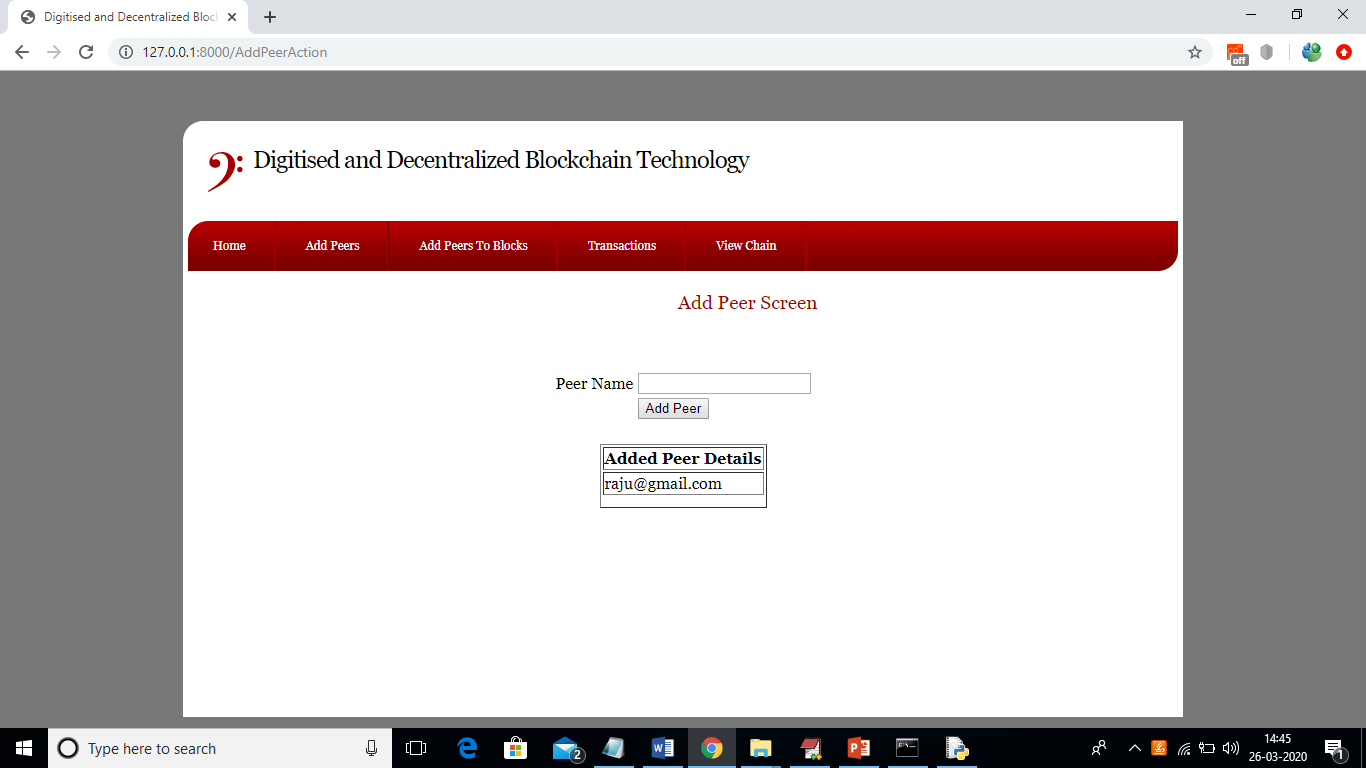 Digitised and Decentralized Bloc
127.0.0.1:8000/AddPeerAction
off
Digitised and Decentralized Blockchain Technology
Home Add Peers Add Peers To Blocks Transactions View Chain
Add Peer Screen
Peer Name
Add Peer
Added Peer Details
raju@gmail.com
Type here to search
2
14:45
26-03-2020
1